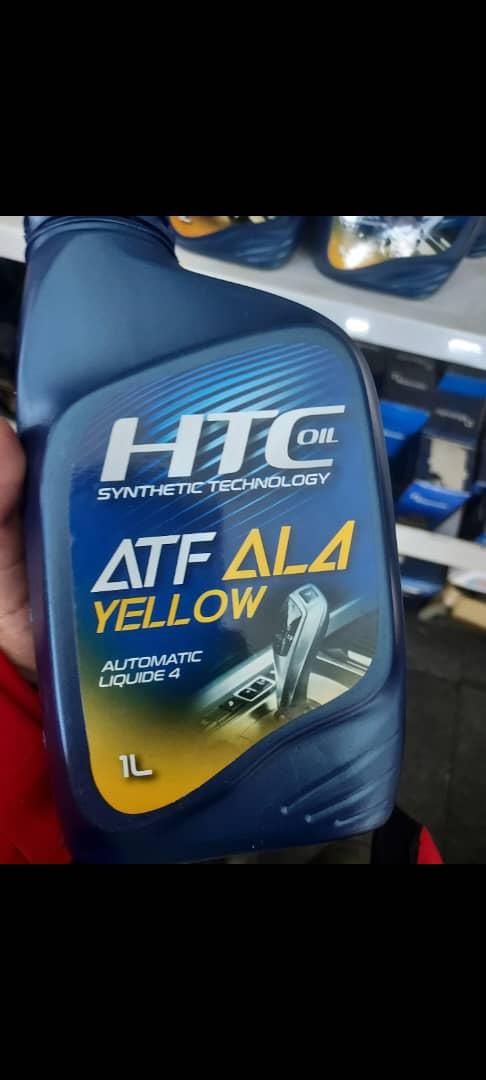 HTC OIL
SYNTHETIC TECHNOLOGY
ATF AL4
YELLOW
AUTOMATIC
LIQUIDE 4
1L